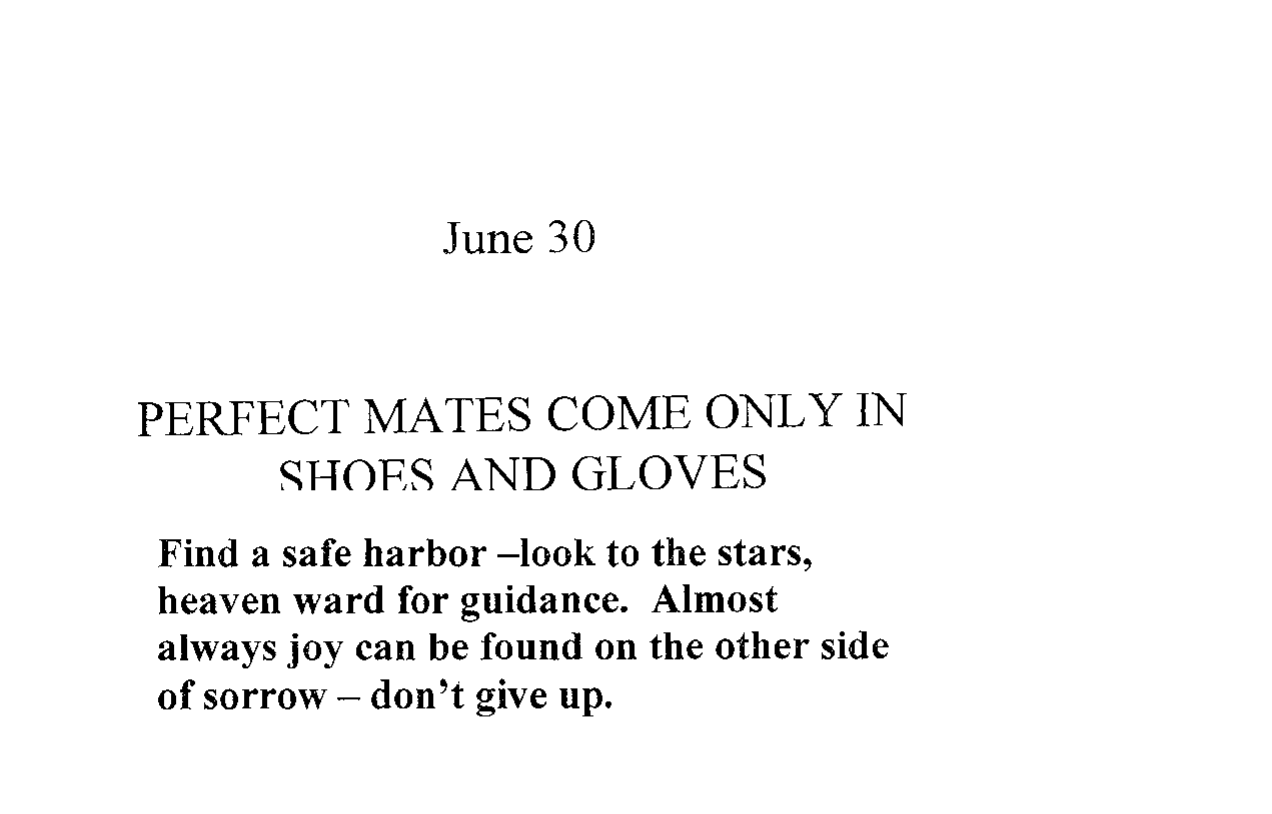 June 30
PERFECT MATES COME ONLY IN
SHOES AND GLOVES
Find a safe harbor –look to the stars,
heaven ward for guidance.  Almost
always joy can be found on the other side
of sorrow – don't give up.